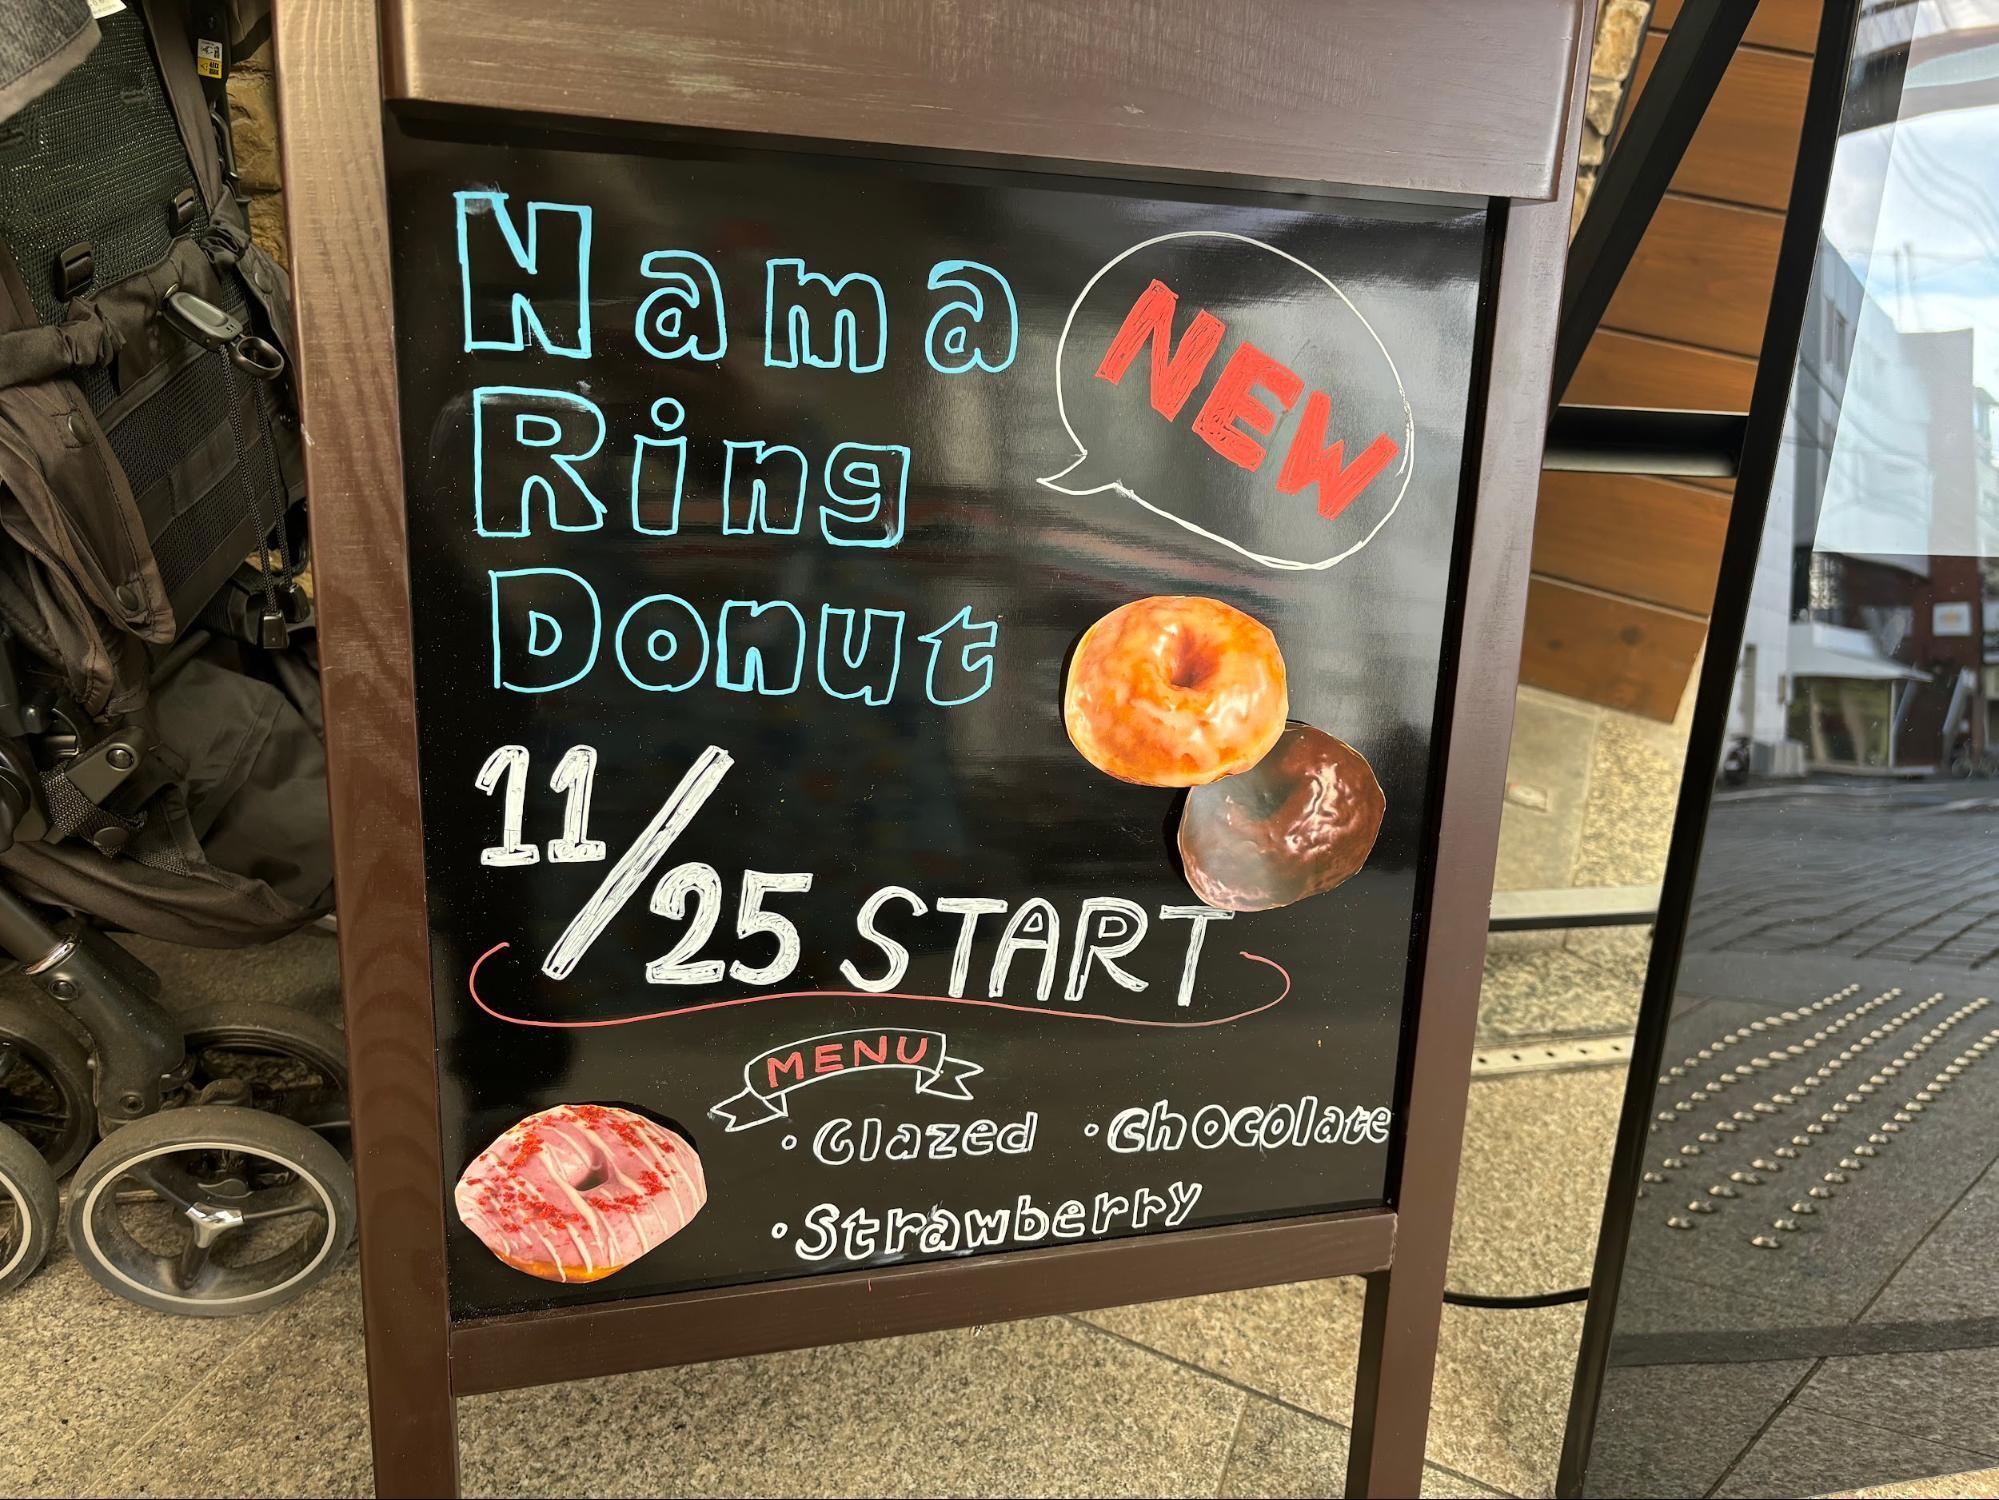 Nama
Ring
Donut
NEW
11/25 START
MENU
・Glazed ・Chocolate
・Strawberry